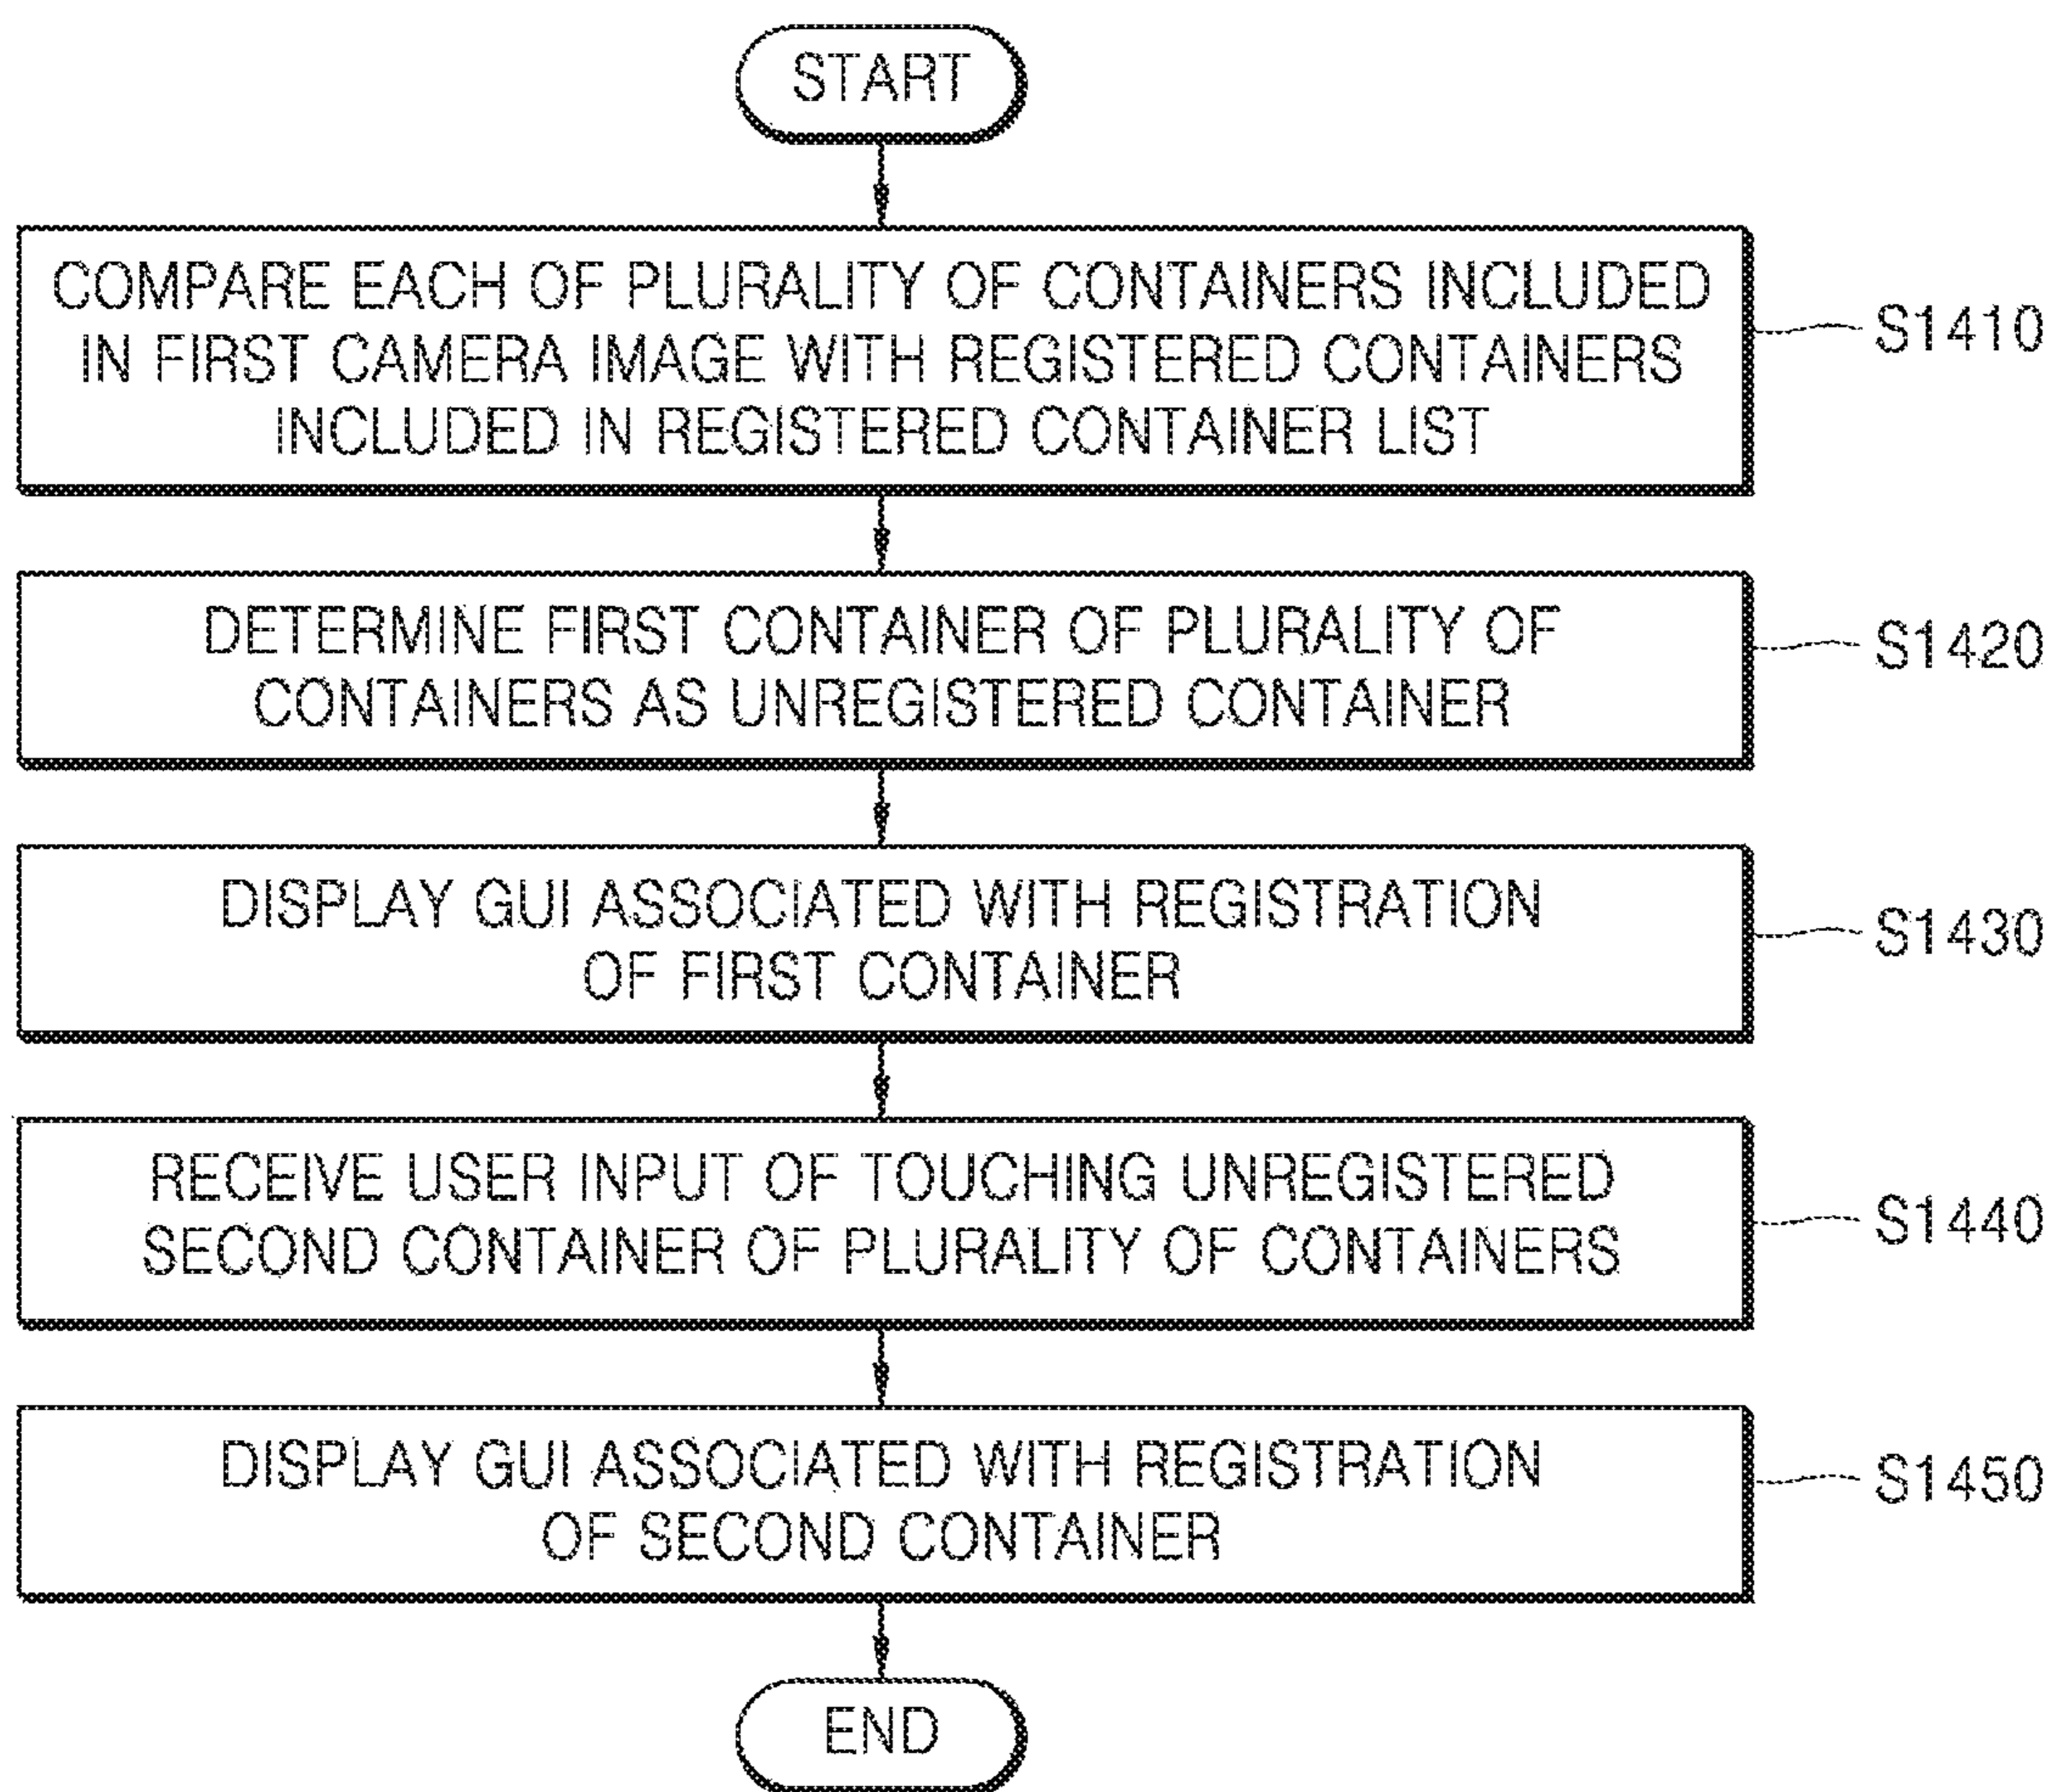 START
COMPARE EACH OF PLURALITY OF CONTAINERS INCLUDED
IN FIRST CAMERA IMAGE WITH REGISTERED CONTAINERS
INCLUDED IN REGISTERED CONTAINER LIST
S1410
DETERMINE FIRST CONTAINER OF PLURALITY OF
CONTAINERS AS UNREGISTERED CONTAINER
S1420
DISPLAY GUI ASSOCIATED WITH REGISTRATION
OF FIRST CONTAINER
S1430
RECEIVE USER INPUT OF TOUCHING UNREGISTERED
SECOND CONTAINER OF PLURALITY OF CONTAINERS
S1440
DISPLAY GUI ASSOCIATED WITH REGISTRATION
OF SECOND CONTAINER
S1450
END